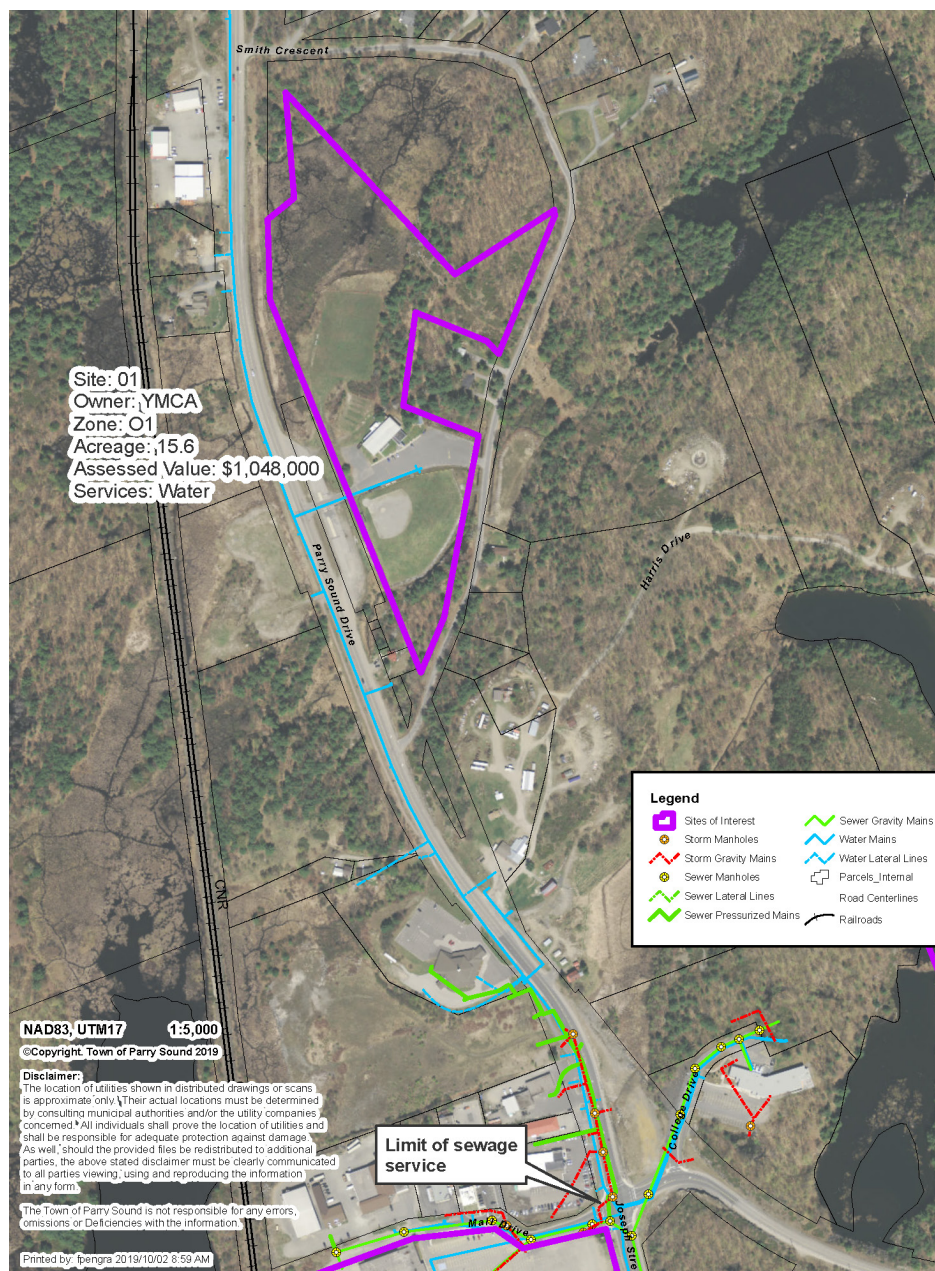 Smith Crescent
Site: 01
Owner: YMCA
Zone: O1
Acreage: 15.6
Assessed Value: $1,048,000
Services: Water
Parry Sound Drive
Harris Drive
CNR
Legend
Sites of Interest
Storm Manholes
Storm Gravity Mains
Sewer Manholes
Sewer Lateral Lines
Sewer Pressurized Mains
Sewer Gravity Mains
Water Mains
Water Lateral Lines
Parcels_Internal
Road Centerlines
Railroads
NAD83, UTM17 1:5,000
©Copyright. Town of Parry Sound 2019
Disclaimer:
The location of utilities shown in distributed drawings or scans
is approximate only. Their actual locations must be determined
by consulting municipal authorities and/or the utility companies
concerned. All individuals shall prove the location of utilities and
shall be responsible for adequate protection against damage.
As well, should the provided files be redistributed to additional
parties, the above stated disclaimer must be clearly communicated
to all parties viewing, using and reproducing the information
in any form.
The Town of Parry Sound is not responsible for any errors,
omissions or Deficiencies with the information.
Printed by: fpengra 2019/10/02 8:59 AM
College Drive
Limit of sewage
service
Mall Drive
Joseph Stre